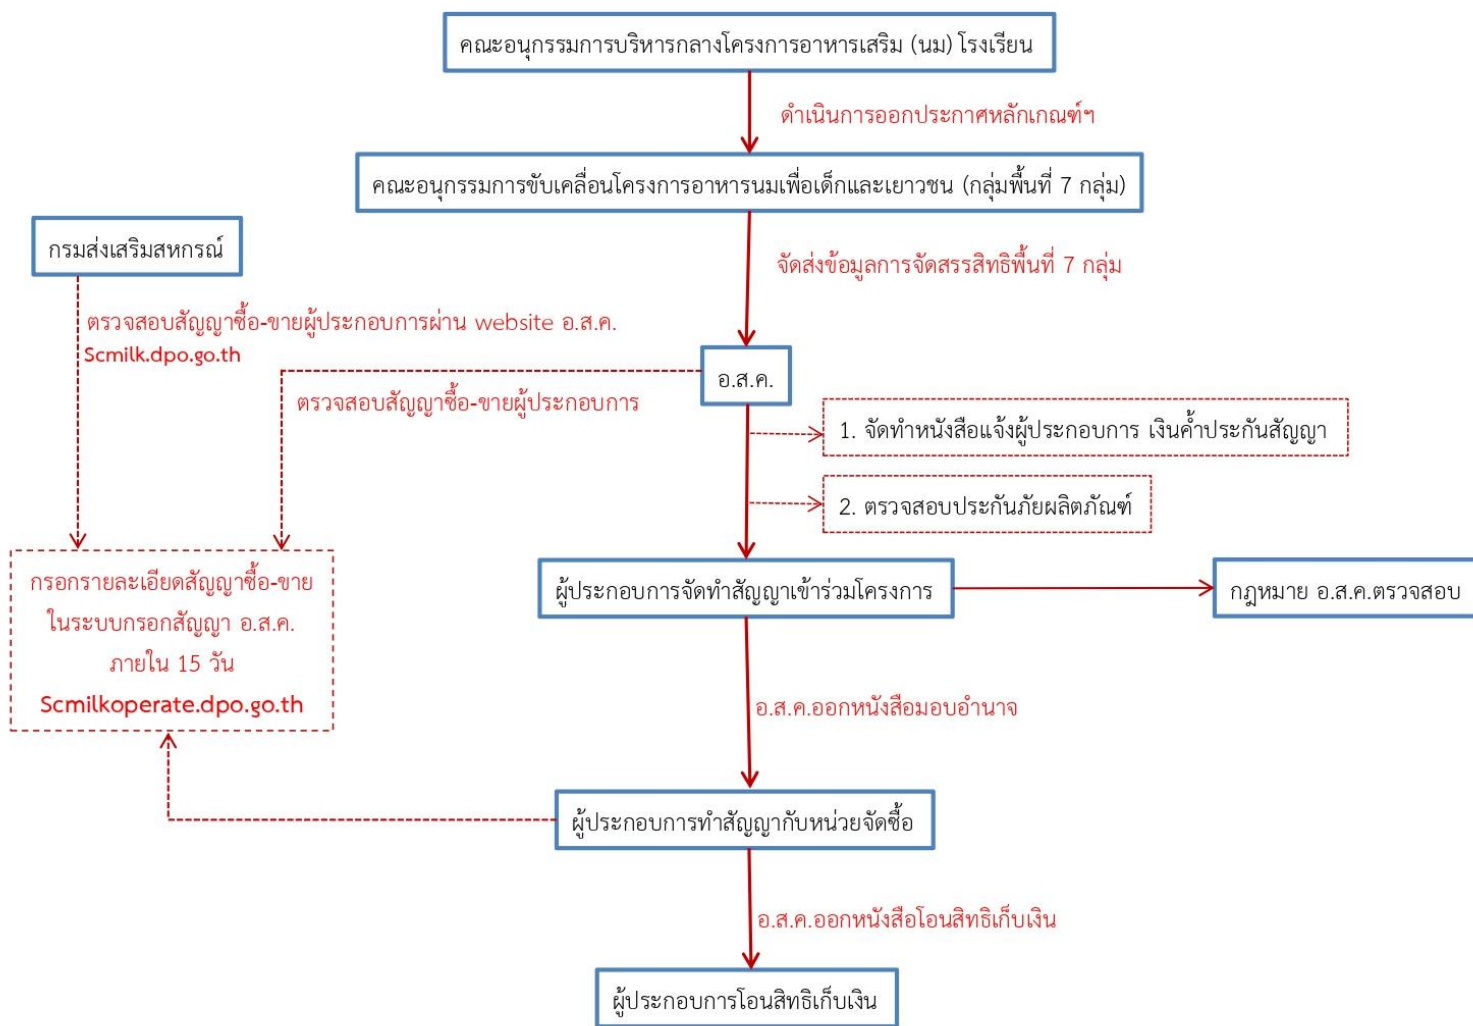 คณะอนุกรรมการบริหารกลางโครงการอาหารเสริม (นม) โรงเรียน
ดำเนินการออกประกาศหลักเกณฑ์ฯ
คณะอนุกรรมการขับเคลื่อนโครงการอาหารนมเพื่อเด็กและเยาวชน (กลุ่มพื้นที่ 7 กลุ่ม)
กรมส่งเสริมสหกรณ์
จัดส่งข้อมูลการจัดสรรสิทธิพื้นที่ 7 กลุ่ม
ตรวจสอบสัญญาซื้อ-ขายผู้ประกอบการผ่าน website อ.ส.ค.
Scmilk.dpo.go.th
อ.ส.ค.
ตรวจสอบสัญญาซื้อ-ขายผู้ประกอบการ
1. จัดทำหนังสือแจ้งผู้ประกอบการ เงินค้ำประกันสัญญา
2. ตรวจสอบประกันภัยผลิตภัณฑ์
กรอกรายละเอียดสัญญาซื้อ-ขาย
ในระบบกรอกสัญญา อ.ส.ค.
ภายใน 15 วัน
Scmilkoperate.dpo.go.th
ผู้ประกอบการจัดทำสัญญาเข้าร่วมโครงการ
กฎหมาย อ.ส.ค.ตรวจสอบ
อ.ส.ค.ออกหนังสือมอบอำนาจ
ผู้ประกอบการทำสัญญากับหน่วยจัดซื้อ
อ.ส.ค.ออกหนังสือโอนสิทธิเก็บเงิน
ผู้ประกอบการโอนสิทธิเก็บเงิน